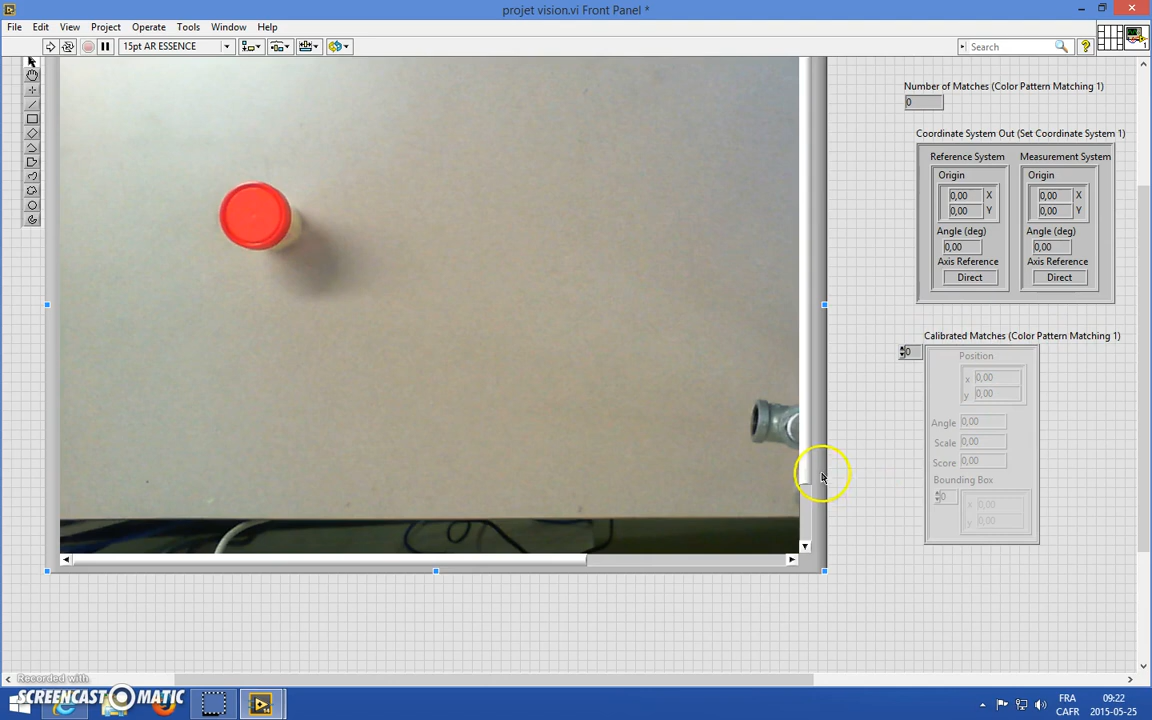 projet vision.vi Front Panel *
File Edit View Project Operate Tools Window Help
15pt AR ESSENCE
Search
Number of Matches (Color Pattern Matching 1)
0
Coordinate System Out (Set Coordinate System 1)
Reference System Measurement System
Origin Origin
0,00 X 0,00 X
0,00 Y 0,00 Y
Angle (deg) Angle (deg)
0,00 0,00
Axis Reference Axis Reference
Direct Direct
Calibrated Matches (Color Pattern Matching 1)
0
Position
x 0,00
y 0,00
Angle 0,00
Scale 0,00
Score 0,00
Bounding Box
0
x 0,00
y 0,00
Recorded with
SCREENCAST MATIC
FRA 09:22
CAFR 2015-05-25